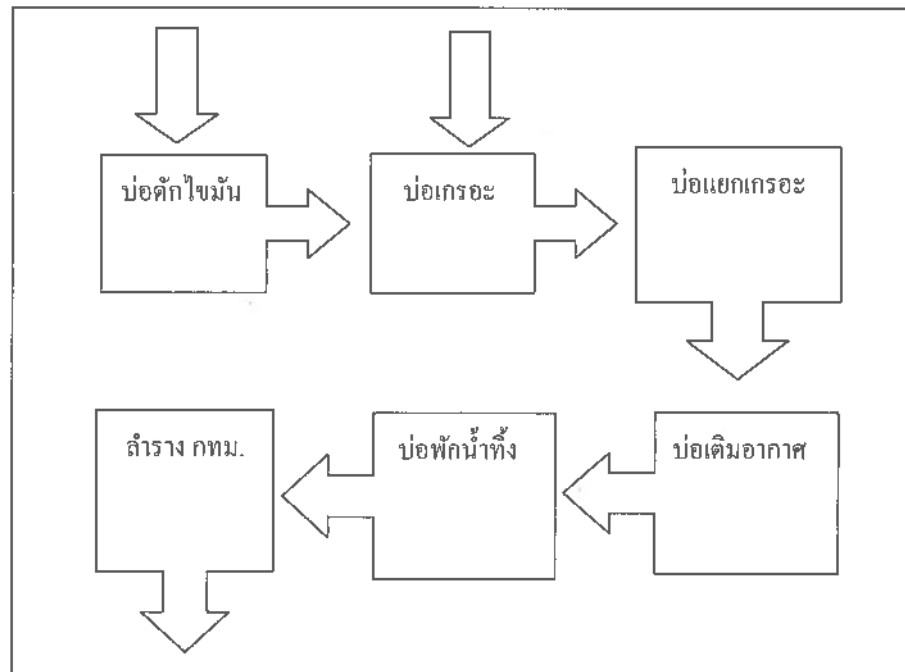 บ่อดักไขมัน
บ่อเกรอะ
บ่อแยกเกรอะ
บ่อเติมอากาศ
บ่อพักน้ำทิ้ง
ลำราง กทม.